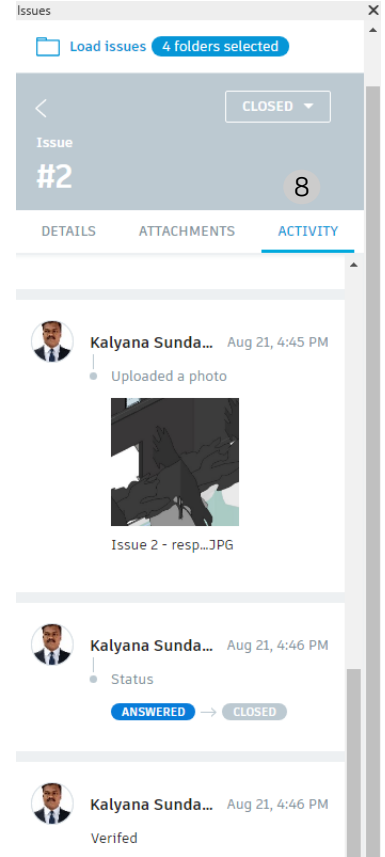 Issues
Load issues 4 folders selected
CLOSED
Issue
#2
8
DETAILS ATTACHMENTS ACTIVITY
Kalyana Sunda... Aug 21, 4:45 PM
Uploaded a photo
Issue 2 - resp...JPG
Kalyana Sunda... Aug 21, 4:46 PM
Status
ANSWERED → CLOSED
Kalyana Sunda... Aug 21, 4:46 PM
Verifed